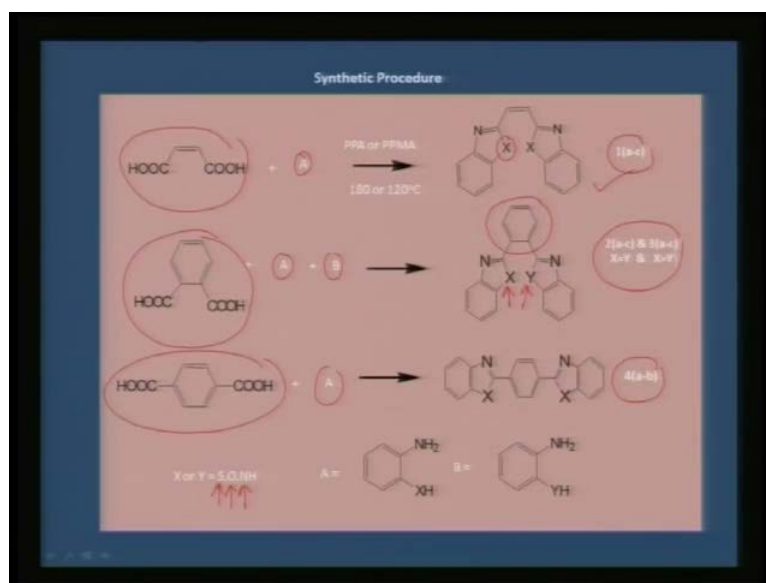 Synthetic Procedure
HOOC COOH + A PPA or PPMA 180 or 120°C N X X N 1(a-c)
HOOC COOH + A + B N X Y N 2(a-c) & 3(a-c)
X=Y & X=Y
HOOC COOH + A N X N X 4(a-b)
X or Y = S,O,NH A = NH2 XH B = NH2 YH